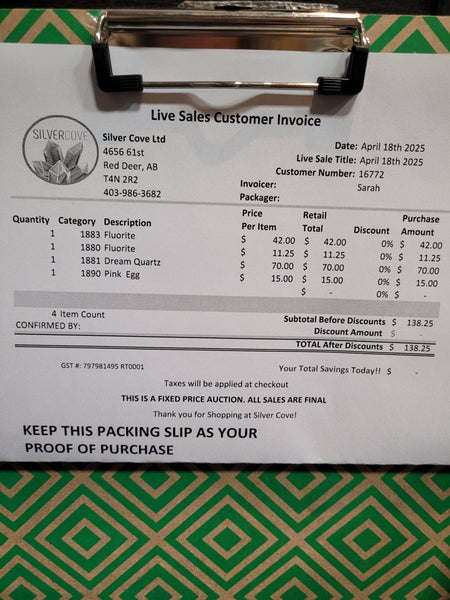 Live Sales Customer Invoice
SILVERCOVE
Silver Cove Ltd
4656 61st
Red Deer, AB
T4N 2R2
403-986-3682
Date: April 18th 2025
Live Sale Title: April 18th 2025
Customer Number: 16772
Invoicer: Sarah
Packager:
Quantity Category Description Price Per Item Retail Total Discount Purchase Amount
1 1883 Fluorite $ 42.00 $ 42.00 0% $ 42.00
1 1880 Fluorite $ 11.25 $ 11.25 0% $ 11.25
1 1881 Dream Quartz $ 70.00 $ 70.00 0% $ 70.00
1 1890 Pink Egg $ 15.00 $ 15.00 0% $ 15.00
$ - 0% $ -
4 Item Count
Subtotal Before Discounts $ 138.25
CONFIRMED BY:
Discount Amount $
TOTAL After Discounts $ 138.25
GST #: 797981495 RT0001
Your Total Savings Today!! $ -
Taxes will be applied at checkout
THIS IS A FIXED PRICE AUCTION. ALL SALES ARE FINAL
Thank you for Shopping at Silver Cove!
KEEP THIS PACKING SLIP AS YOUR
PROOF OF PURCHASE